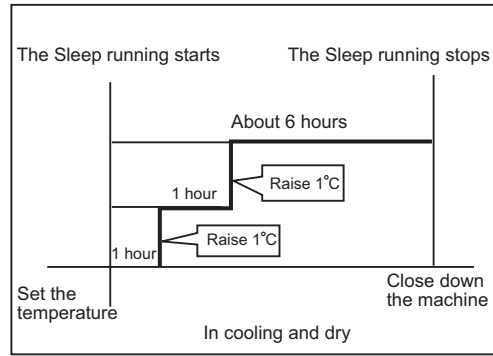 The Sleep running starts
The Sleep running stops
About 6 hours
Raise 1°C
1 hour
Raise 1°C
1 hour
Set the
temperature
Close down
the machine
In cooling and dry